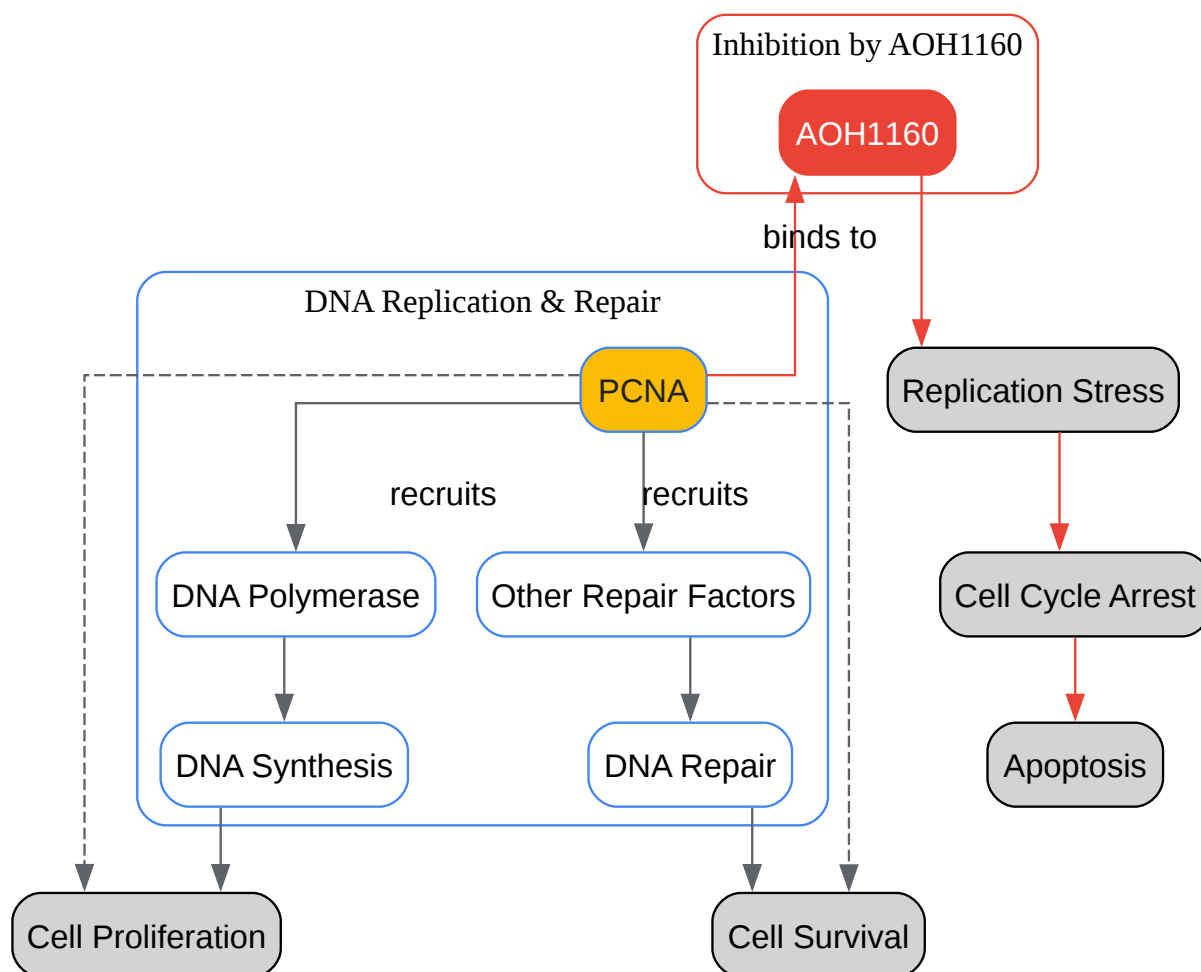 Inhibition by AOH1160
AOH1160
binds to
DNA Replication & Repair
PCNA
Replication Stress
recruits
recruits
DNA Polymerase
Other Repair Factors
Cell Cycle Arrest
DNA Synthesis
DNA Repair
Apoptosis
Cell Proliferation
Cell Survival